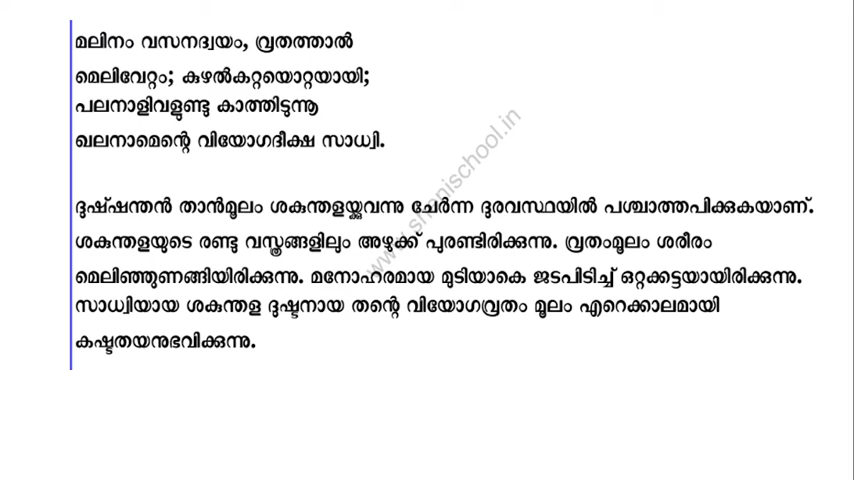 മലിനം വസനദ്വയം, വ്രതത്താൽ
മെലിവേറ്റം; കുഴൽകറ്റയൊറ്റയായി;
പലനാളിവളുണ്ടു കാത്തിടുന്നൂ
ഖലനാമെന്റെ വിയോഗദീക്ഷ സാധ്വി.
ദുഷ്ഷന്തൻ താൻമൂലം ശകുന്തളയ്ക്കുവന്നു ചേർന്ന ദുരവസ്ഥയിൽ പശ്ചാത്തപിക്കുകയാണ്.
ശകുന്തളയുടെ രണ്ടു വസ്ത്രങ്ങളിലും അഴുക്ക് പുരണ്ടിരിക്കുന്നു. വ്രതംമൂലം ശരീരം
മെലിഞ്ഞുണങ്ങിയിരിക്കുന്നു. മനോഹരമായ മുടിയാകെ ജടപിടിച്ച് ഒറ്റക്കട്ടയായിരിക്കുന്നു.
സാധ്വിയായ ശകുന്തള ദുഷ്ടനായ തന്റെ വിയോഗവ്രതം മൂലം എറെക്കാലമായി
കഷ്ടതയനുഭവിക്കുന്നു.